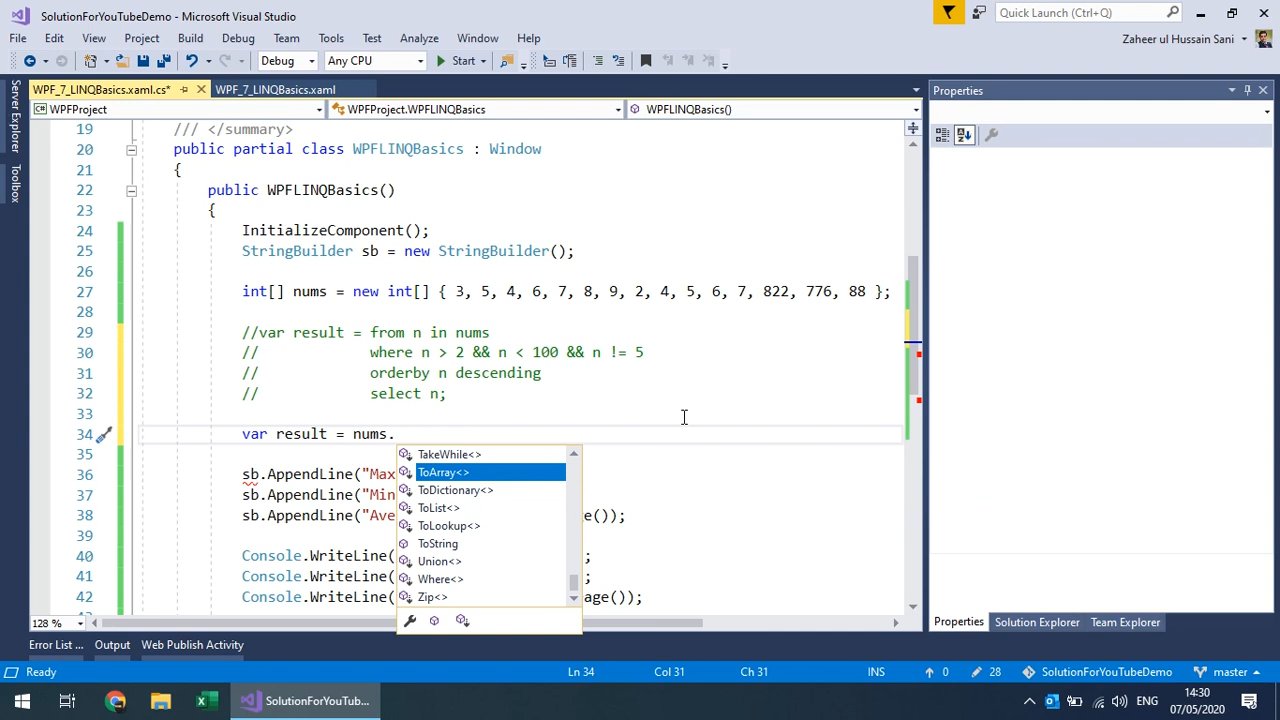 SolutionForYouTubeDemo - Microsoft Visual Studio
Quick Launch (Ctrl+Q)
File Edit View Project Build Debug Team Tools Test Analyze Window Help
Zaheer ul Hussain Sani
Debug Any CPU Start
Server Explorer
Toolbox
WPF_7_LINQBasics.xaml.cs* WPF_7_LINQBasics.xaml
WPFProject WPFProject.WPFLINQBasics WPFLINQBasics()
19 /// </summary>
20 public partial class WPFLINQBasics : Window
21 {
22 public WPFLINQBasics()
23 {
24 InitializeComponent();
25 StringBuilder sb = new StringBuilder();
26
27 int[] nums = new int[] { 3, 5, 4, 6, 7, 8, 9, 2, 4, 5, 6, 7, 822, 776, 88 };
28
29 //var result = from n in nums
30 // where n > 2 && n < 100 && n != 5
31 // orderby n descending
32 // select n;
33
34 var result = nums.
35
36 sb.AppendLine("Max
37 sb.AppendLine("Min
38 sb.AppendLine("Ave e());
39
40 Console.WriteLine( ;
41 Console.WriteLine( ;
42 Console.WriteLine( age());
TakeWhile<>
ToArray<>
ToDictionary<>
ToList<>
ToLookup<>
ToString
Union<>
Where<>
Zip<>
128 %
Properties
Properties Solution Explorer Team Explorer
Error List ... Output Web Publish Activity
Ready Ln 34 Col 31 Ch 31 INS 0 28 SolutionForYouTubeDemo master
SolutionForYouTub...
ENG
14:30
07/05/2020